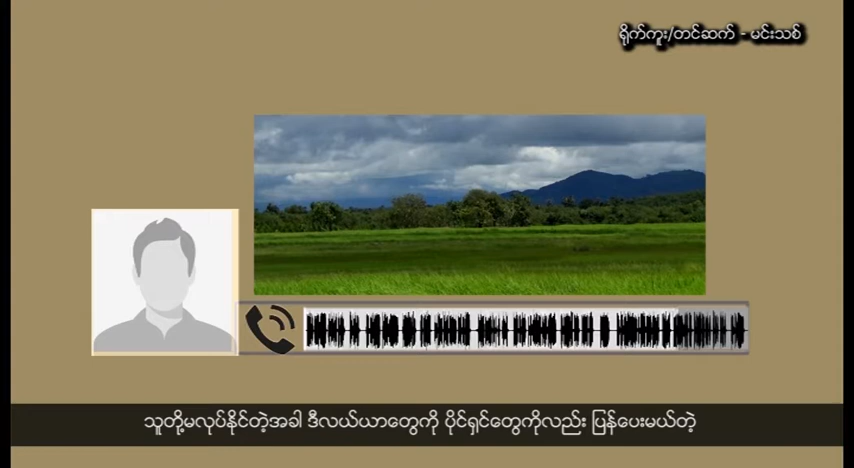 ရိုက်ကူး/တင်ဆက် - မင်းသစ်
သူတို့မလုပ်နိုင်တဲ့အခါ ဒီလယ်ယာတွေကို ပိုင်ရှင်တွေကိုလည်း ပြန်ပေးမယ်တဲ့